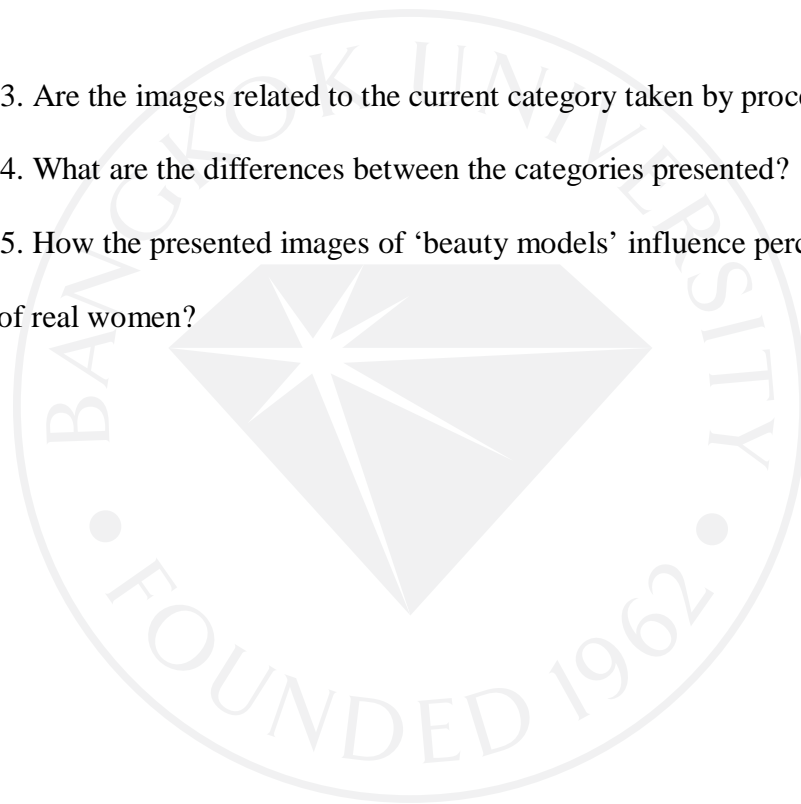 3. Are the images related to the current category taken by
4. What are the differences between the categories presented?
5. How the presented images of ‘beauty models’ influence
of real women?
BANGKOK UNIVERSITY
• FOUNDED 1962 •